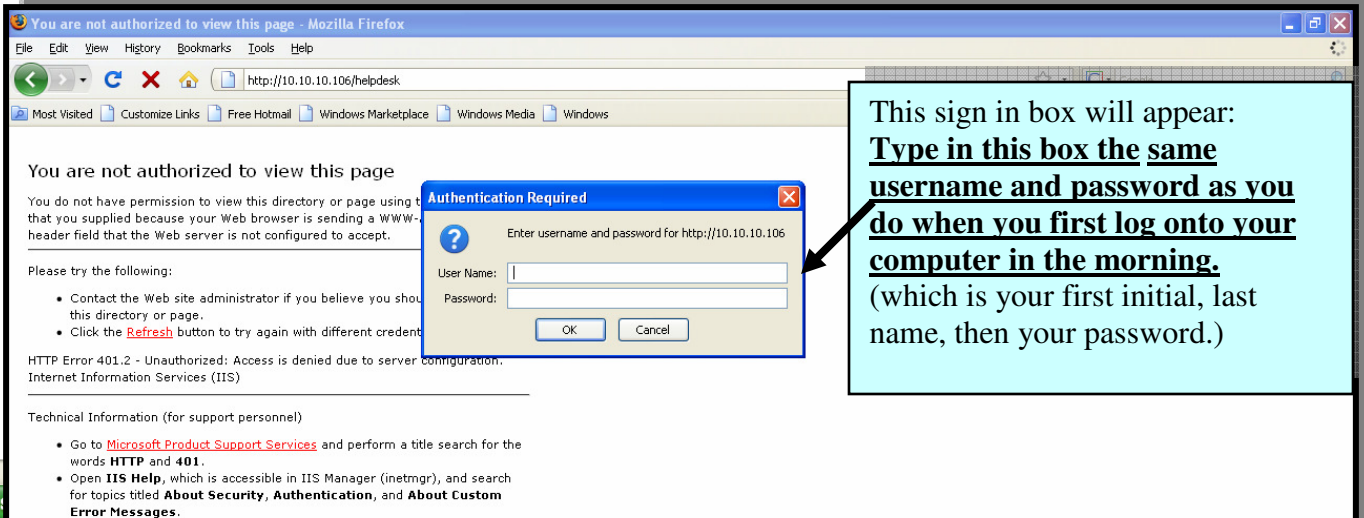 You are not authorized to view this page - Mozilla Firefox
File Edit View History Bookmarks Tools Help
http://10.10.10.106/helpdesk
Most Visited Customize Links Free Hotmail Windows Marketplace Windows Media Windows
You are not authorized to view this page
You do not have permission to view this directory or page using
that you supplied because your Web browser is sending a WWW-
header field that the Web server is not configured to accept.
Please try the following:
Contact the Web site administrator if you believe you
this directory or page.
Click the Refresh button to try again with different
HTTP Error 401.2 - Unauthorized: Access is denied due to server configuration.
Internet Information Services (IIS)
Technical Information (for support personnel)
Go to Microsoft Product Support Services and perform a title search for the
words HTTP and 401.
Open IIS Help, which is accessible in IIS Manager (inetmgr), and search
for topics titled About Security, Authentication, and About Custom
Error Messages.
Authentication Required
Enter username and password for http://10.10.10.106
User Name:
Password:
OK Cancel
This sign in box will appear:
Type in this box the same
username and password as you
do when you first log onto your
computer in the morning.
(which is your first initial, last
name, then your password.)